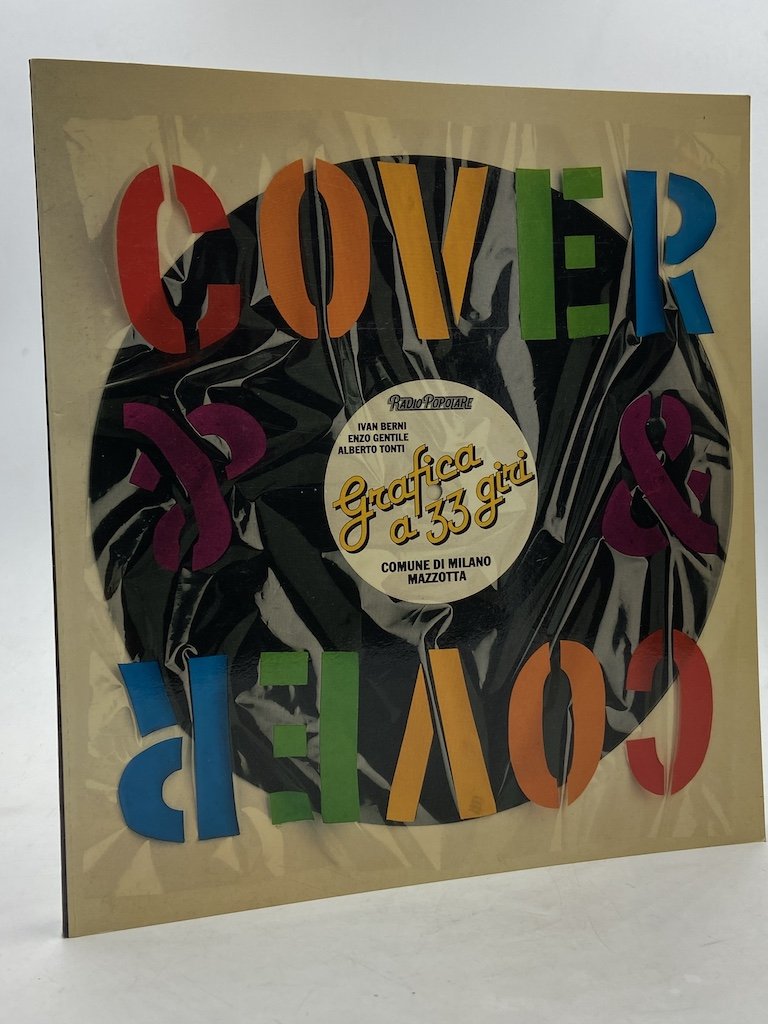 COVER
&
RADIO POPOLARE
IVAN BERNI
ENZO GENTILE
ALBERTO TONTI
Grafica
a 33 giri
COMUNE DI MILANO
MAZZOTTA
&
COVER